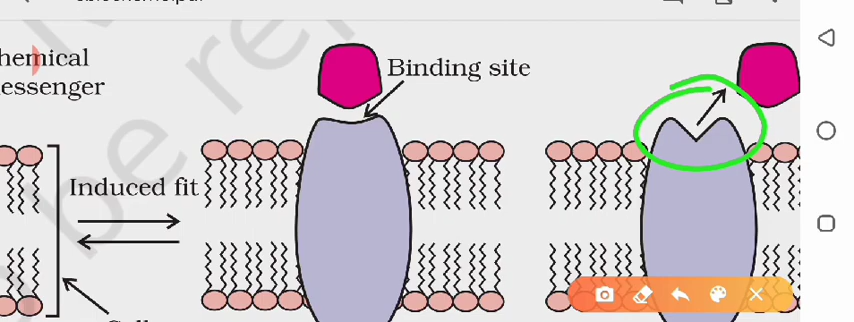 hemical
essenger
Binding site
Induced fit